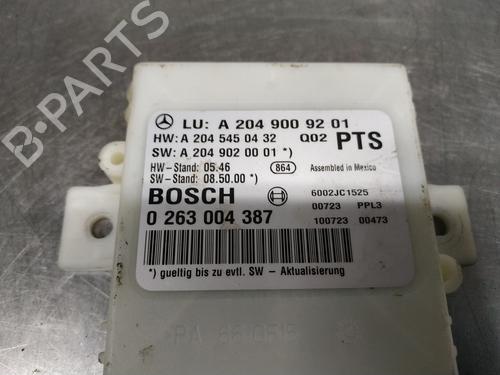 LU: A 204 900 92 01
HW: A 204 545 04 32 Q02 PTS
SW: A 204 902 00 01 *)
HW-Stand: 05.46 864 Assembled in Mexico
SW-Stand: 08.50.00 *)
BOSCH 6002JC1525
0 263 004 387 00723 PPL3
100723 00473
*) gueltig bis zu evtl. SW - Aktualisierung
B-PARTS